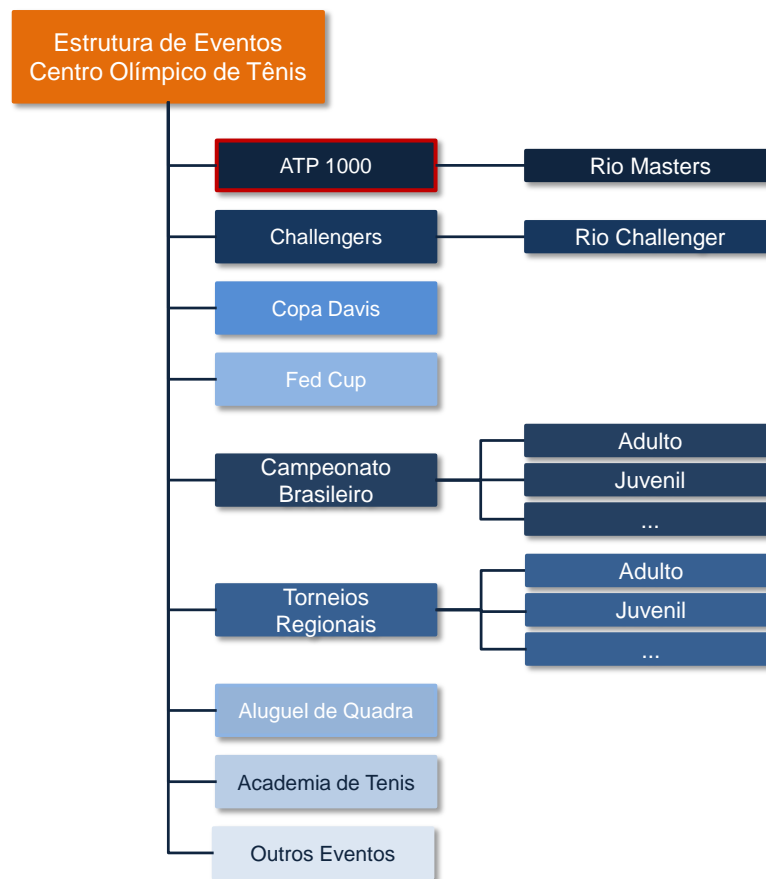 Estrutura de Eventos
Centro Olímpico de Tênis
ATP 1000
Rio Masters
Challengers
Rio Challenger
Copa Davis
Fed Cup
Campeonato
Brasileiro
Adulto
Juvenil
...
Torneios
Regionais
Adulto
Juvenil
...
Aluguel de Quadra
Academia de Tenis
Outros Eventos